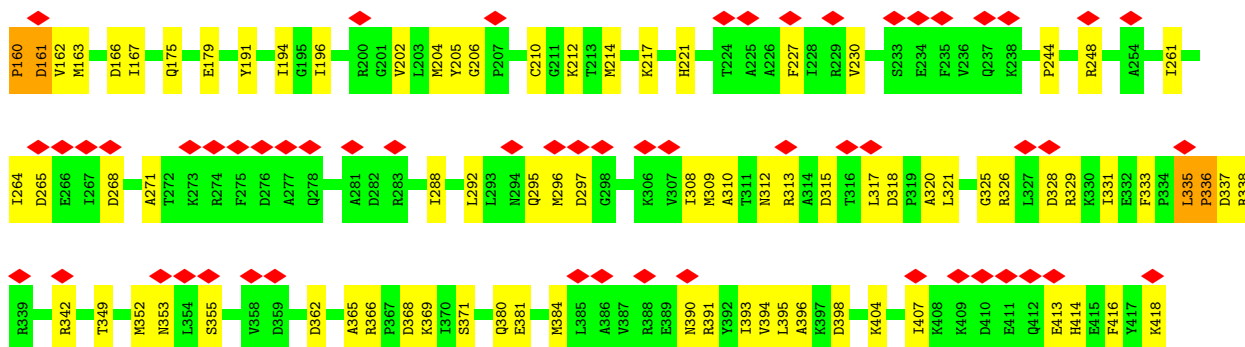 P160 D161 V162 M163 D166 I167 Q175 E179 Y191 I194 G195 I196 R200 G201 V202 L203 M204 Y205 G206 P207 C210 G211 K212 T213 M214 K217 H221 T224 A225 A226 F227 I228 R229 V230 S233 E234 F235 V236 Q237 K238 P244 R248 A254 I261
I264 D265 E266 I267 D268 A271 T272 K273 R274 F275 D276 A277 Q278 A281 D282 R283 I288 L292 L293 N294 Q295 M296 D297 G298 K306 V307 I308 M309 A310 T311 N312 R313 A314 D315 T316 L317 D318 P319 A320 L321 G325 R326 L327 D328 R329 K330 I331 E332 F333 P334 L335 P336 D337 R338
R339 R342 T349 M352 N353 L354 S355 V358 D359 D362 A365 R366 P367 D368 K369 I370 S371 Q380 E381 M384 L385 A386 V387 R388 E389 N390 R391 Y392 I393 V394 L395 A396 K397 D398 K404 I407 K408 K409 D410 E411 Q412 E413 H414 E415 F416 Y417 K418